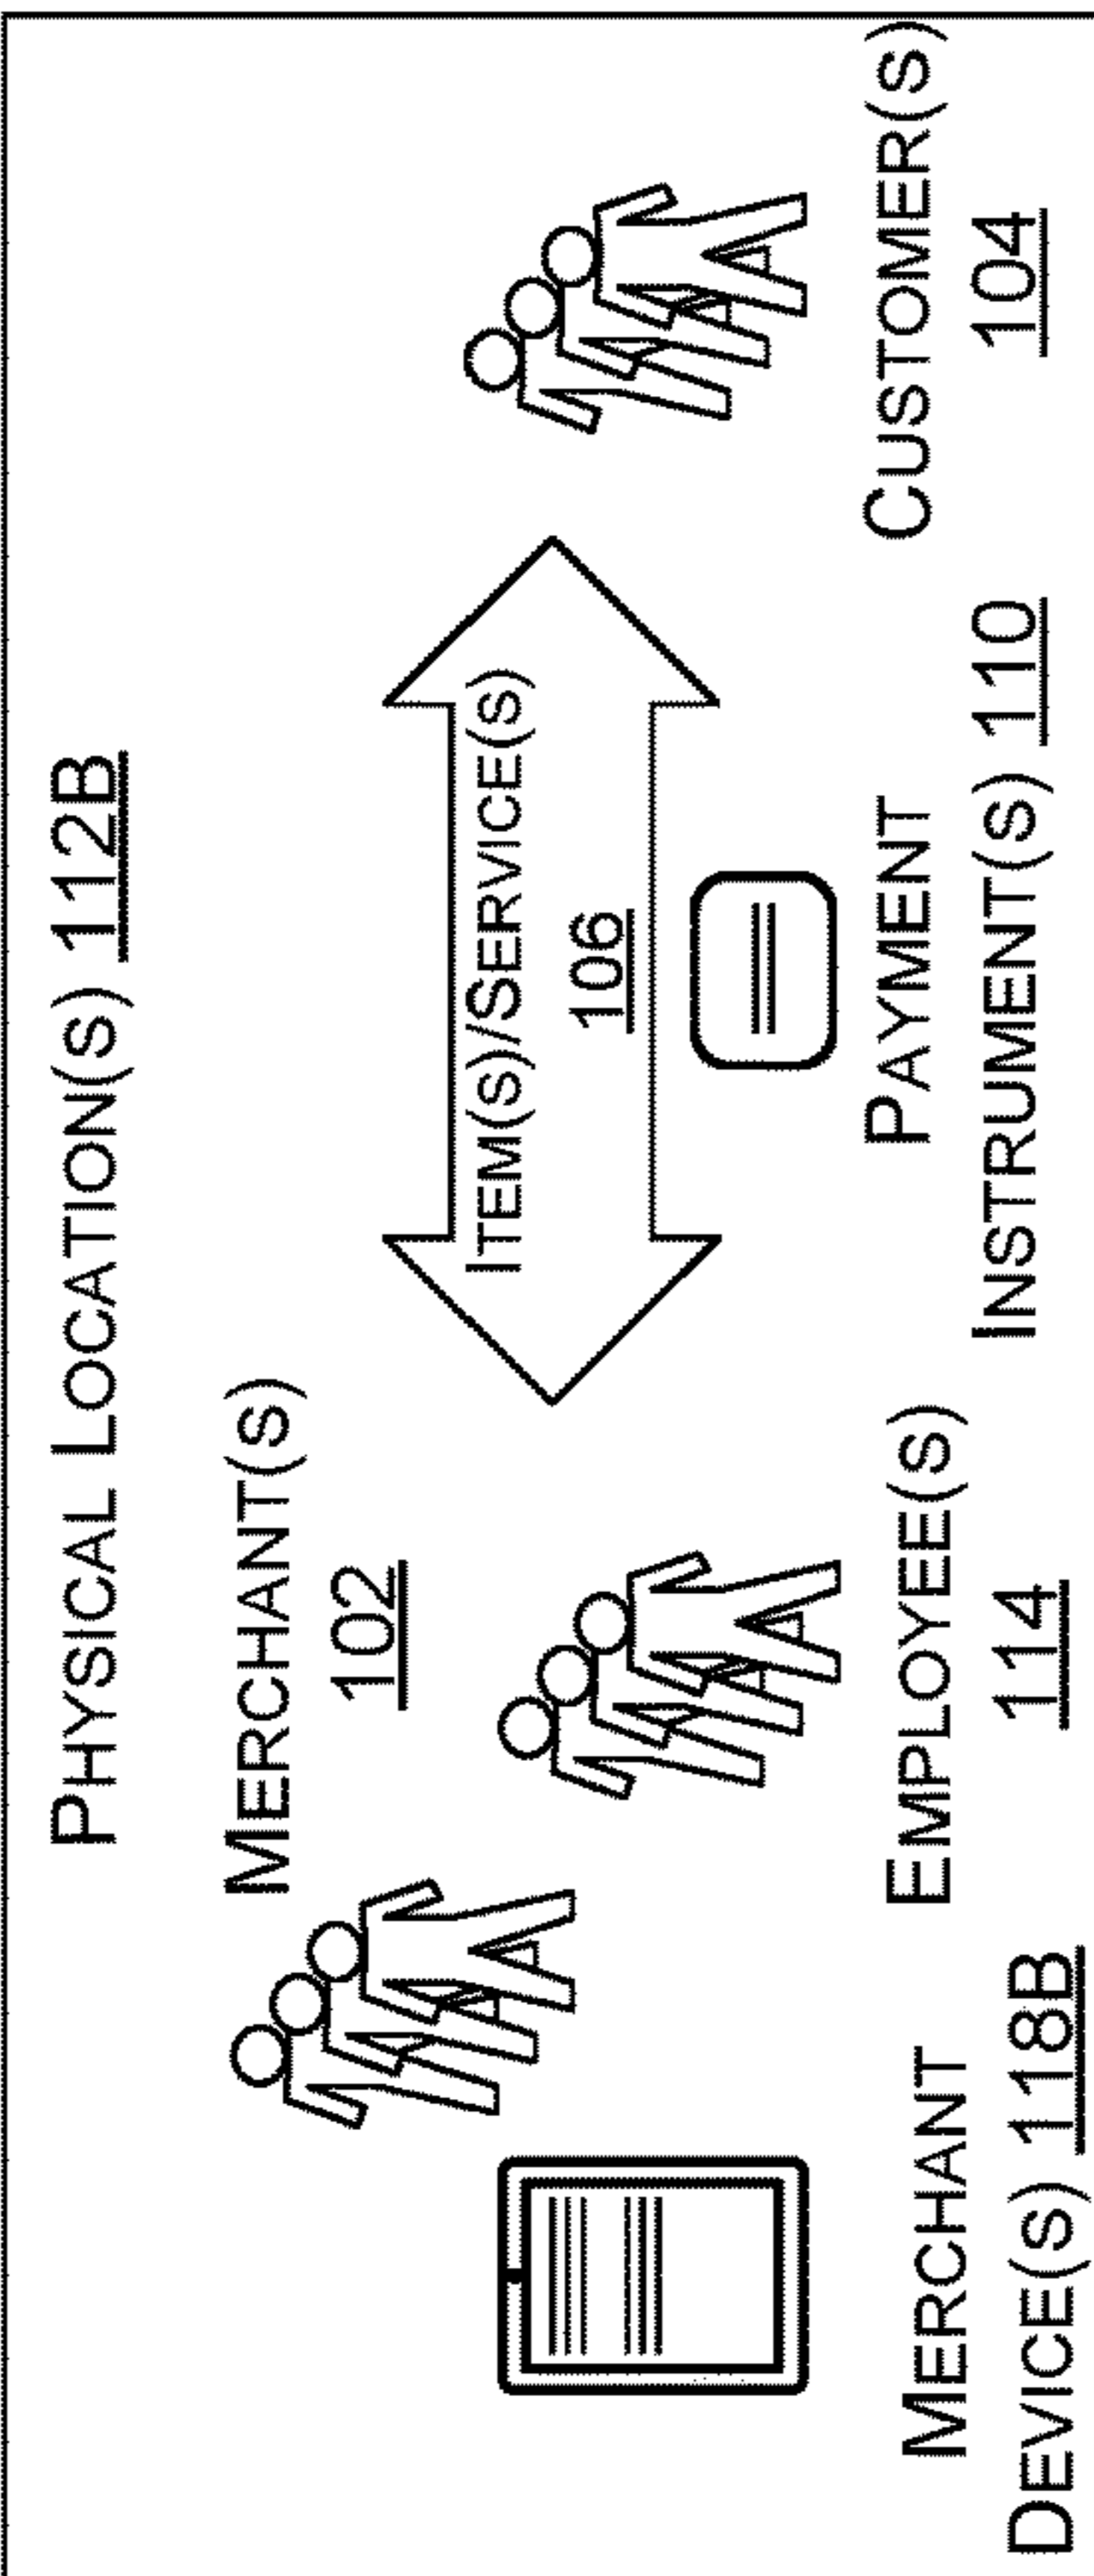 PHYSICAL LOCATION(S) 112B
MERCHANT(S)
102
ITEM(S)/SERVICE(S)
106
MERCHANT
DEVICE(S) 118B
EMPLOYEE(S)
114
PAYMENT
INSTRUMENT(S) 110
CUSTOMER(S)
104